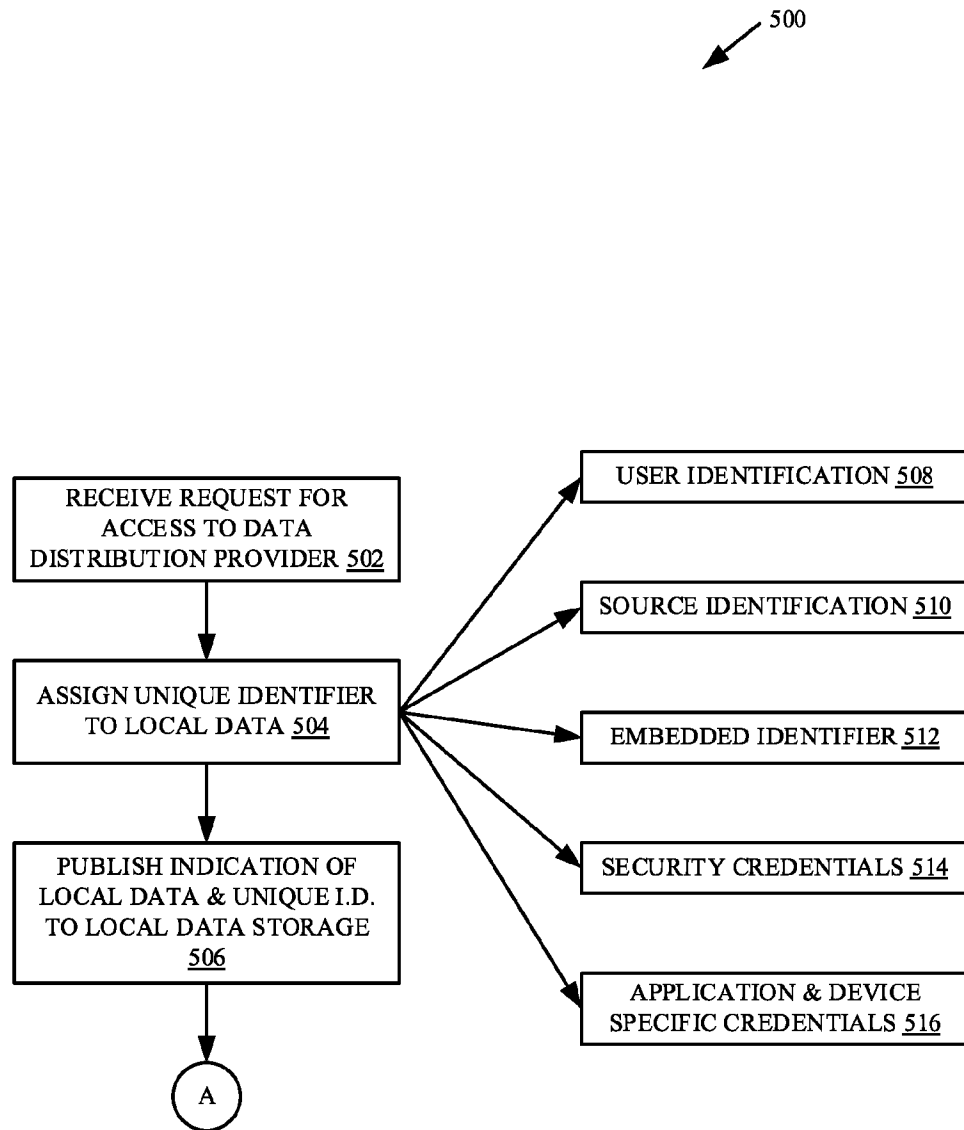 500
RECEIVE REQUEST FOR
ACCESS TO DATA
DISTRIBUTION PROVIDER 502
ASSIGN UNIQUE IDENTIFIER
TO LOCAL DATA 504
PUBLISH INDICATION OF
LOCAL DATA & UNIQUE I.D.
TO LOCAL DATA STORAGE
506
A
USER IDENTIFICATION 508
SOURCE IDENTIFICATION 510
EMBEDDED IDENTIFIER 512
SECURITY CREDENTIALS 514
APPLICATION & DEVICE
SPECIFIC CREDENTIALS 516